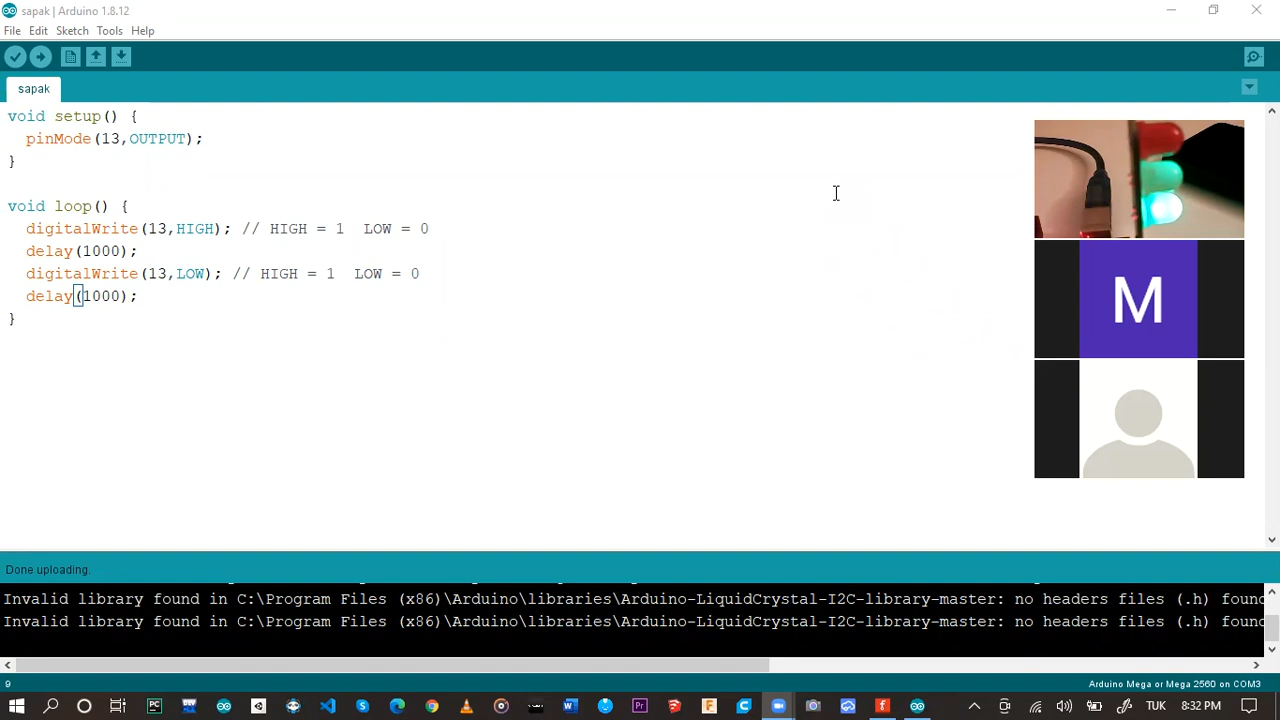 sapak | Arduino 1.8.12
File Edit Sketch Tools Help
sapak
void setup() {
  pinMode(13,OUTPUT);
}
void loop() {
  digitalWrite(13,HIGH); // HIGH = 1  LOW = 0
  delay(1000);
  digitalWrite(13,LOW); // HIGH = 1  LOW = 0
  delay(1000);
}
M
Done uploading.
Invalid library found in C:\Program Files (x86)\Arduino\libraries\Arduino-LiquidCrystal-I2C-library-master: no headers files (.h) found
Invalid library found in C:\Program Files (x86)\Arduino\libraries\Arduino-LiquidCrystal-I2C-library-master: no headers files (.h) found
9 Arduino Mega or Mega 2560 on COM3
PC W Pr TUK 8:32 PM